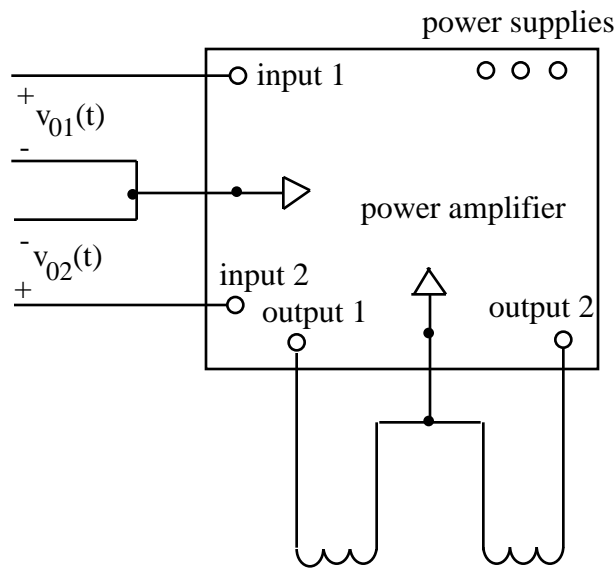 power supplies
input 1
+
v01(t)
-
power amplifier
-
v02(t)
+
input 2
output 1
output 2